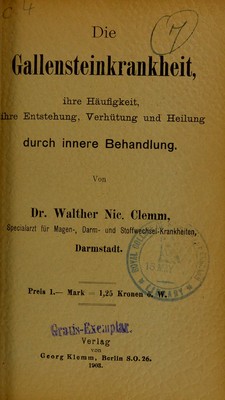 C 4
7
Die
Gallensteinkrankheit,
ihre Häufigkeit,
ihre Entstehung, Verhütung und Heilung
durch innere Behandlung.
Von
Dr. Walther Nic. Clemm,
Specialarzt für Magen-, Darm- und Stoffwechsel-Krankheiten,
Darmstadt.
Preis 1.— Mark = 1,25 Kronen ö. W.
Gratis-Exemplar.
Verlag
von
Georg Klemm, Berlin S.O. 26.
1903.